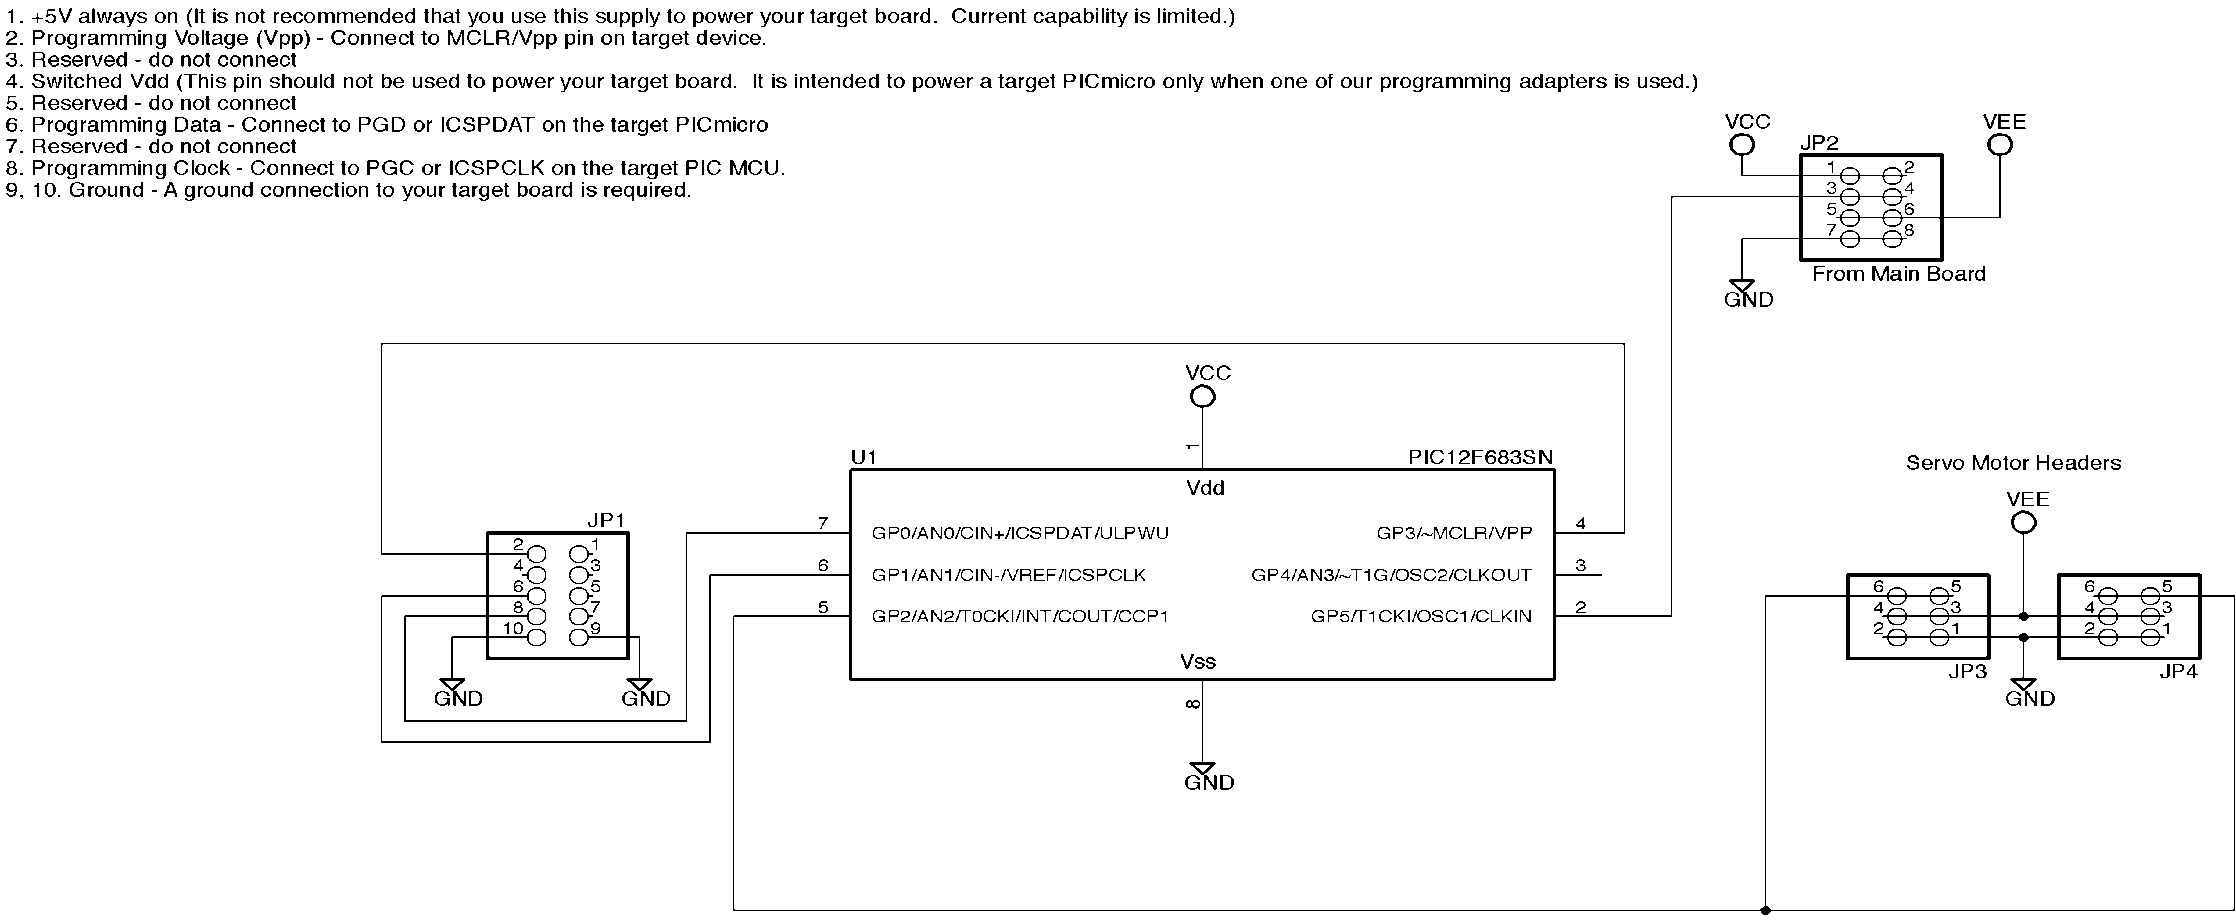 1. +5V always on (It is not recommended that you use this supply to power your target board.  Current capability is limited.)
2. Programming Voltage (Vpp) - Connect to MCLR/Vpp pin on target device.
3. Reserved - do not connect
4. Switched Vdd (This pin should not be used to power your target board.  It is intended to power a target PICmicro only when one of our programming adapters is used.)
5. Reserved - do not connect
6. Programming Data - Connect to PGD or ICSPDAT on the target PICmicro
7. Reserved - do not connect
8. Programming Clock - Connect to PGC or ICSPCLK on the target PIC MCU.
9, 10. Ground - A ground connection to your target board is required.
VCC
VEE
JP2
1 2
3 4
5 6
7 8
From Main Board
GND
VCC
1
U1
PIC12F683SN
Vdd
7 GP0/AN0/CIN+/ICSPDAT/ULPWU
GP3/~MCLR/VPP 4
6 GP1/AN1/CIN-/VREF/ICSPCLK
GP4/AN3/~T1G/OSC2/CLKOUT 3
5 GP2/AN2/T0CKI/INT/COUT/CCP1
GP5/T1CKI/OSC1/CLKIN 2
Vss
8
GND
JP1
2 1
4 3
6 5
8 7
10 9
GND
GND
Servo Motor Headers
VEE
6 5
4 3
2 1
JP3
6 5
4 3
2 1
JP4
GND